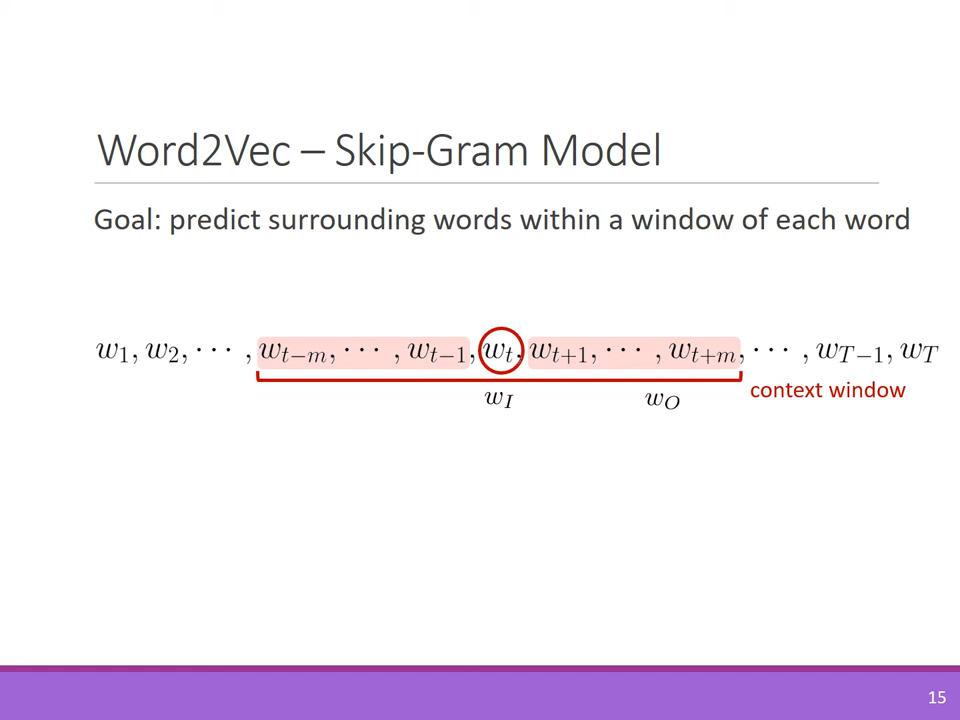 Word2Vec – Skip-Gram Model
Goal: predict surrounding words within a window of each word
w_1, w_2, ⋯ , w_{t−m}, ⋯ , w_{t−1}, w_t, w_{t+1}, ⋯ , w_{t+m}, ⋯ , w_{T−1}, w_T
w_I w_O context window
15